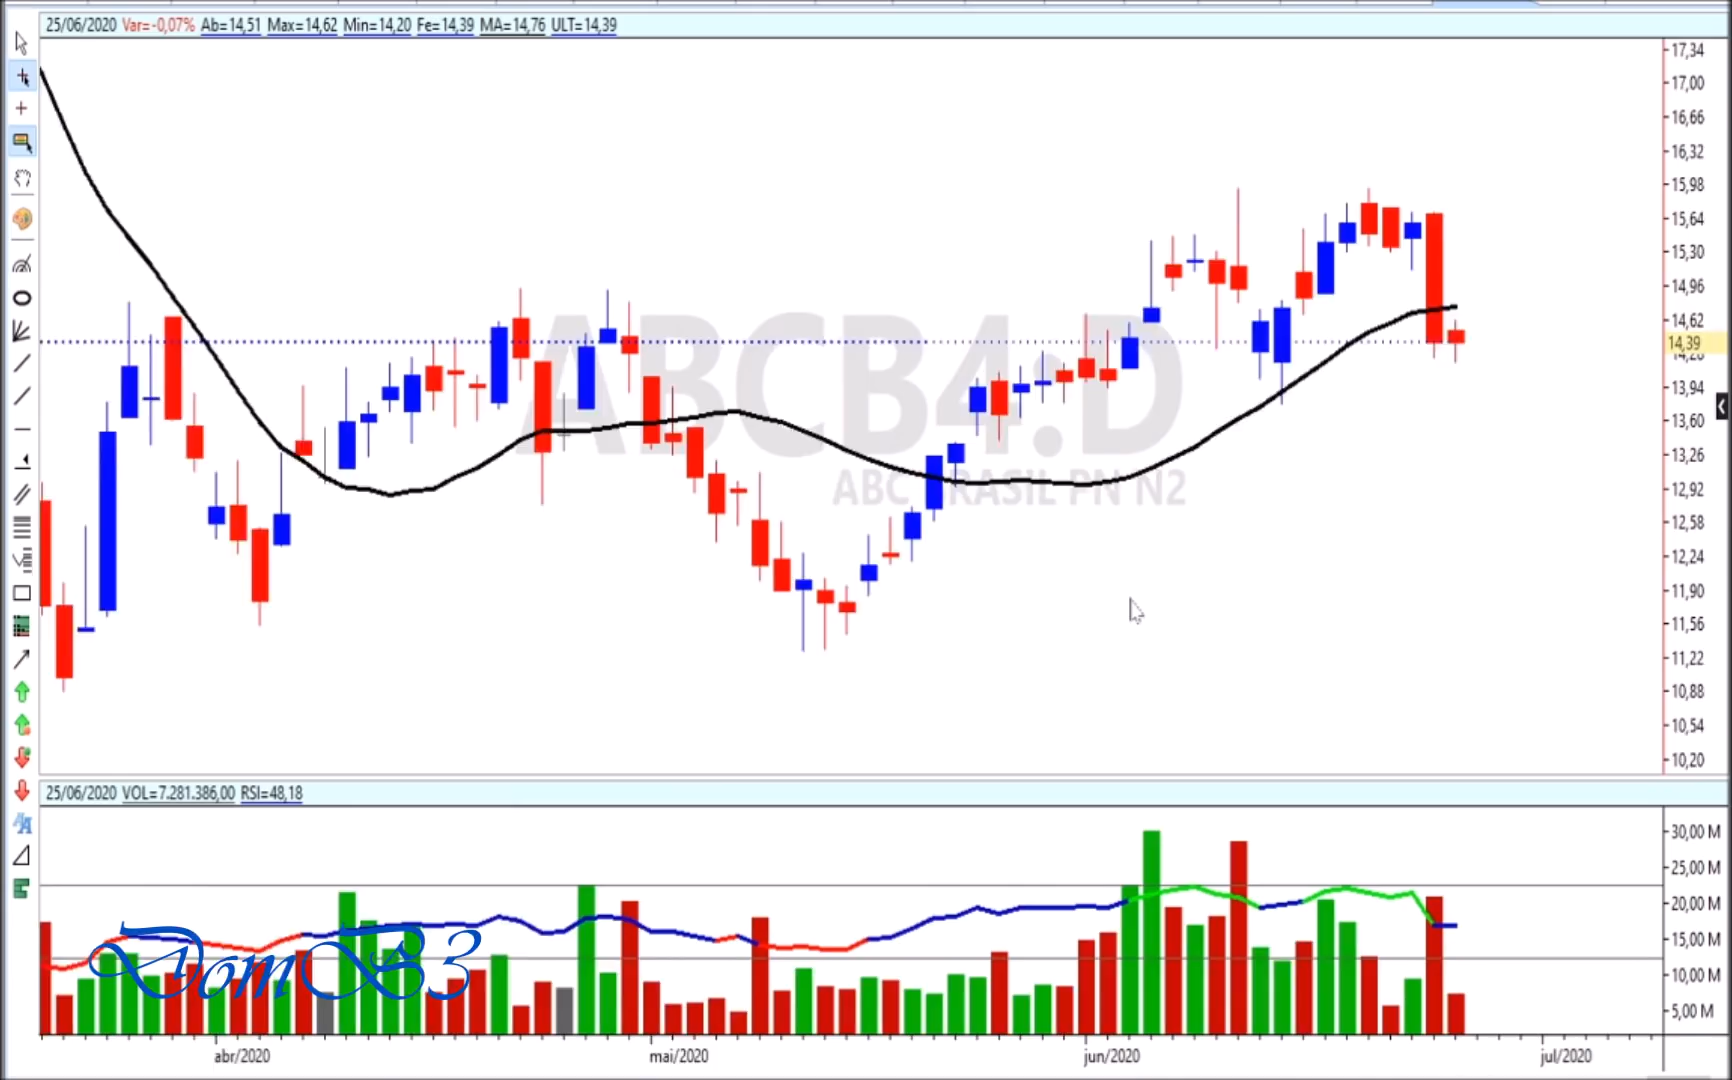 25/06/2020 Var=-0,07% Ab=14,51 Max=14,62 Min=14,20 Fe=14,39 MA=14,76 ULT=14,39
17,34
17,00
16,66
16,32
15,98
15,64
15,30
14,96
14,62
14,39
14,28
13,94
13,60
13,26
12,92
12,58
12,24
11,90
11,56
11,22
10,88
10,54
10,20
ABCB4:D
ABC BRASIL PN N2
25/06/2020 VOL=7.281.386,00 RSI=48,18
30,00 M
25,00 M
20,00 M
15,00 M
10,00 M
5,00 M
DomB3
abr/2020 mai/2020 jun/2020 jul/2020